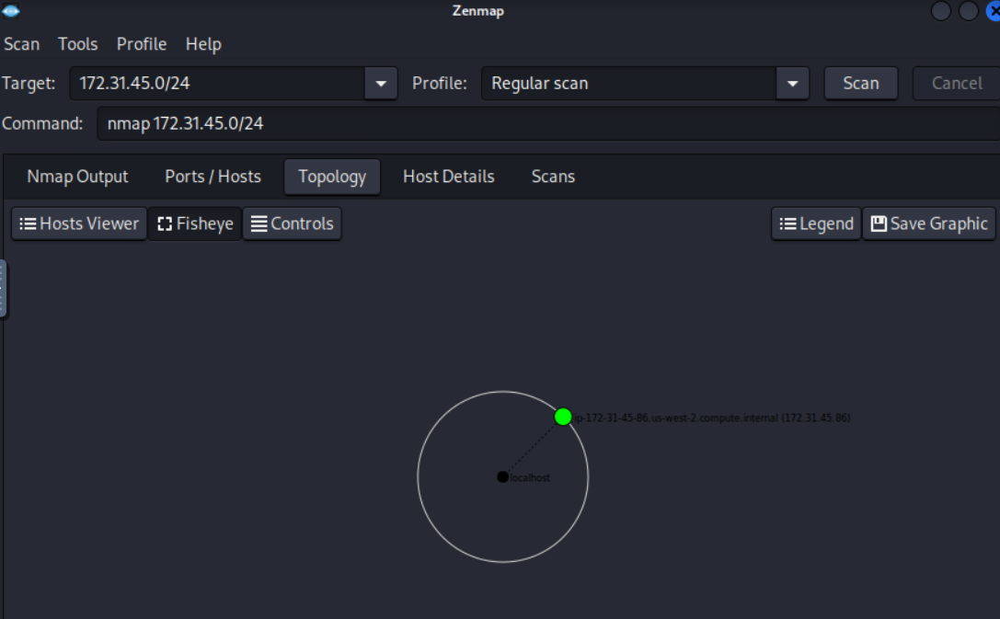 Zenmap
Scan Tools Profile Help
Target: 172.31.45.0/24 Profile: Regular scan Scan Cancel
Command: nmap 172.31.45.0/24
Nmap Output Ports / Hosts Topology Host Details Scans
Hosts Viewer Fisheye Controls Legend Save Graphic
ip-172-31-45-86.us-west-2.compute.internal (172.31.45.86)
localhost